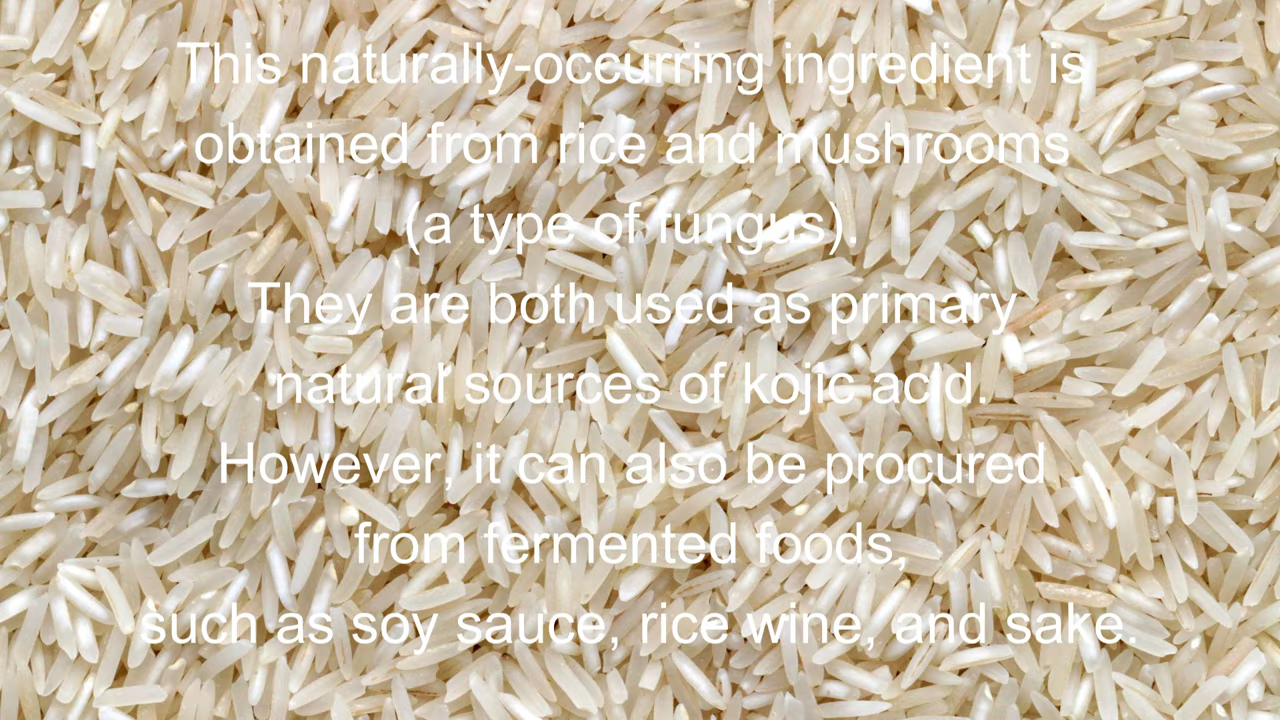 This naturally-occurring ingredient is
obtained from rice and mushrooms
(a type of fungus).
They are both used as primary
natural sources of kojic acid.
However, it can also be procured
from fermented foods,
such as soy sauce, rice wine, and sake.